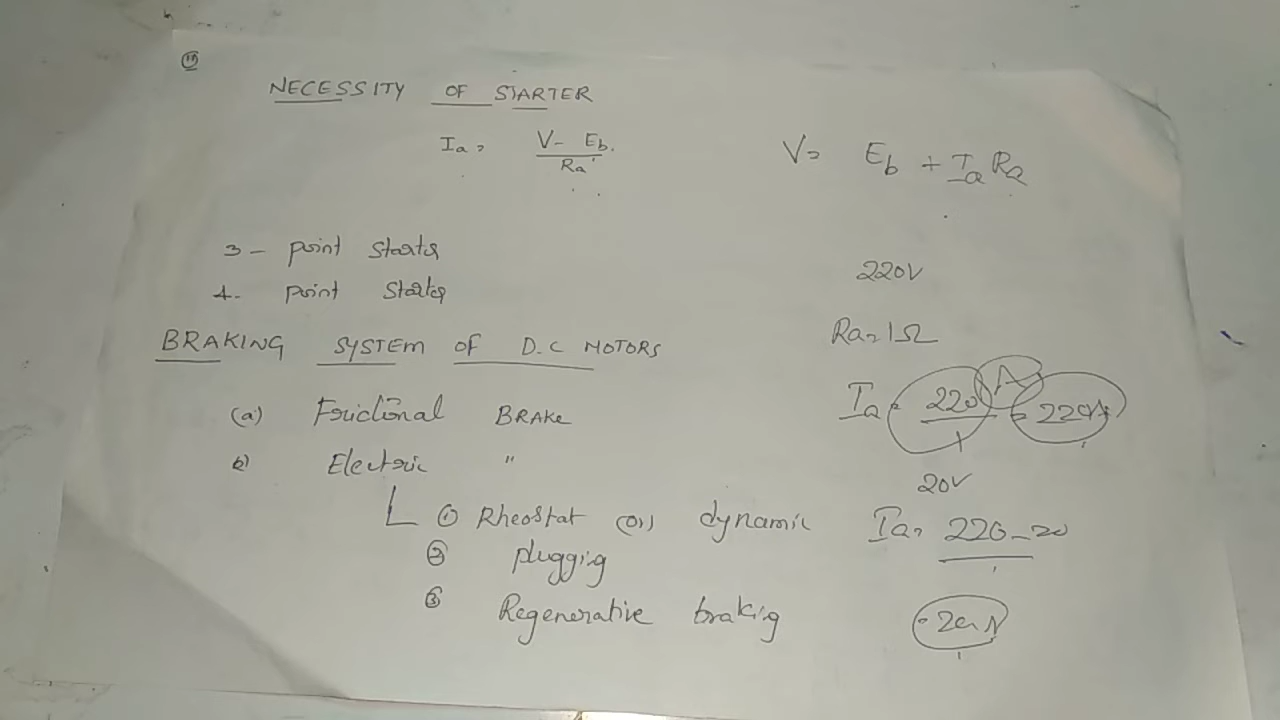 11
NECESSITY OF STARTER
Ia = V - Eb / Ra
V = Eb + Ia Ra
3 - point starter
4 - point starter
220V
BRAKING SYSTEM OF D.C MOTORS
Ra = 1Ω
(a) Frictional BRAKE
Ia = 220 / 1 = 220
b) Electric "
20V
① Rheostat (or) dynamic
Ia = 220 - 20
② plugging
③ Regenerative braking